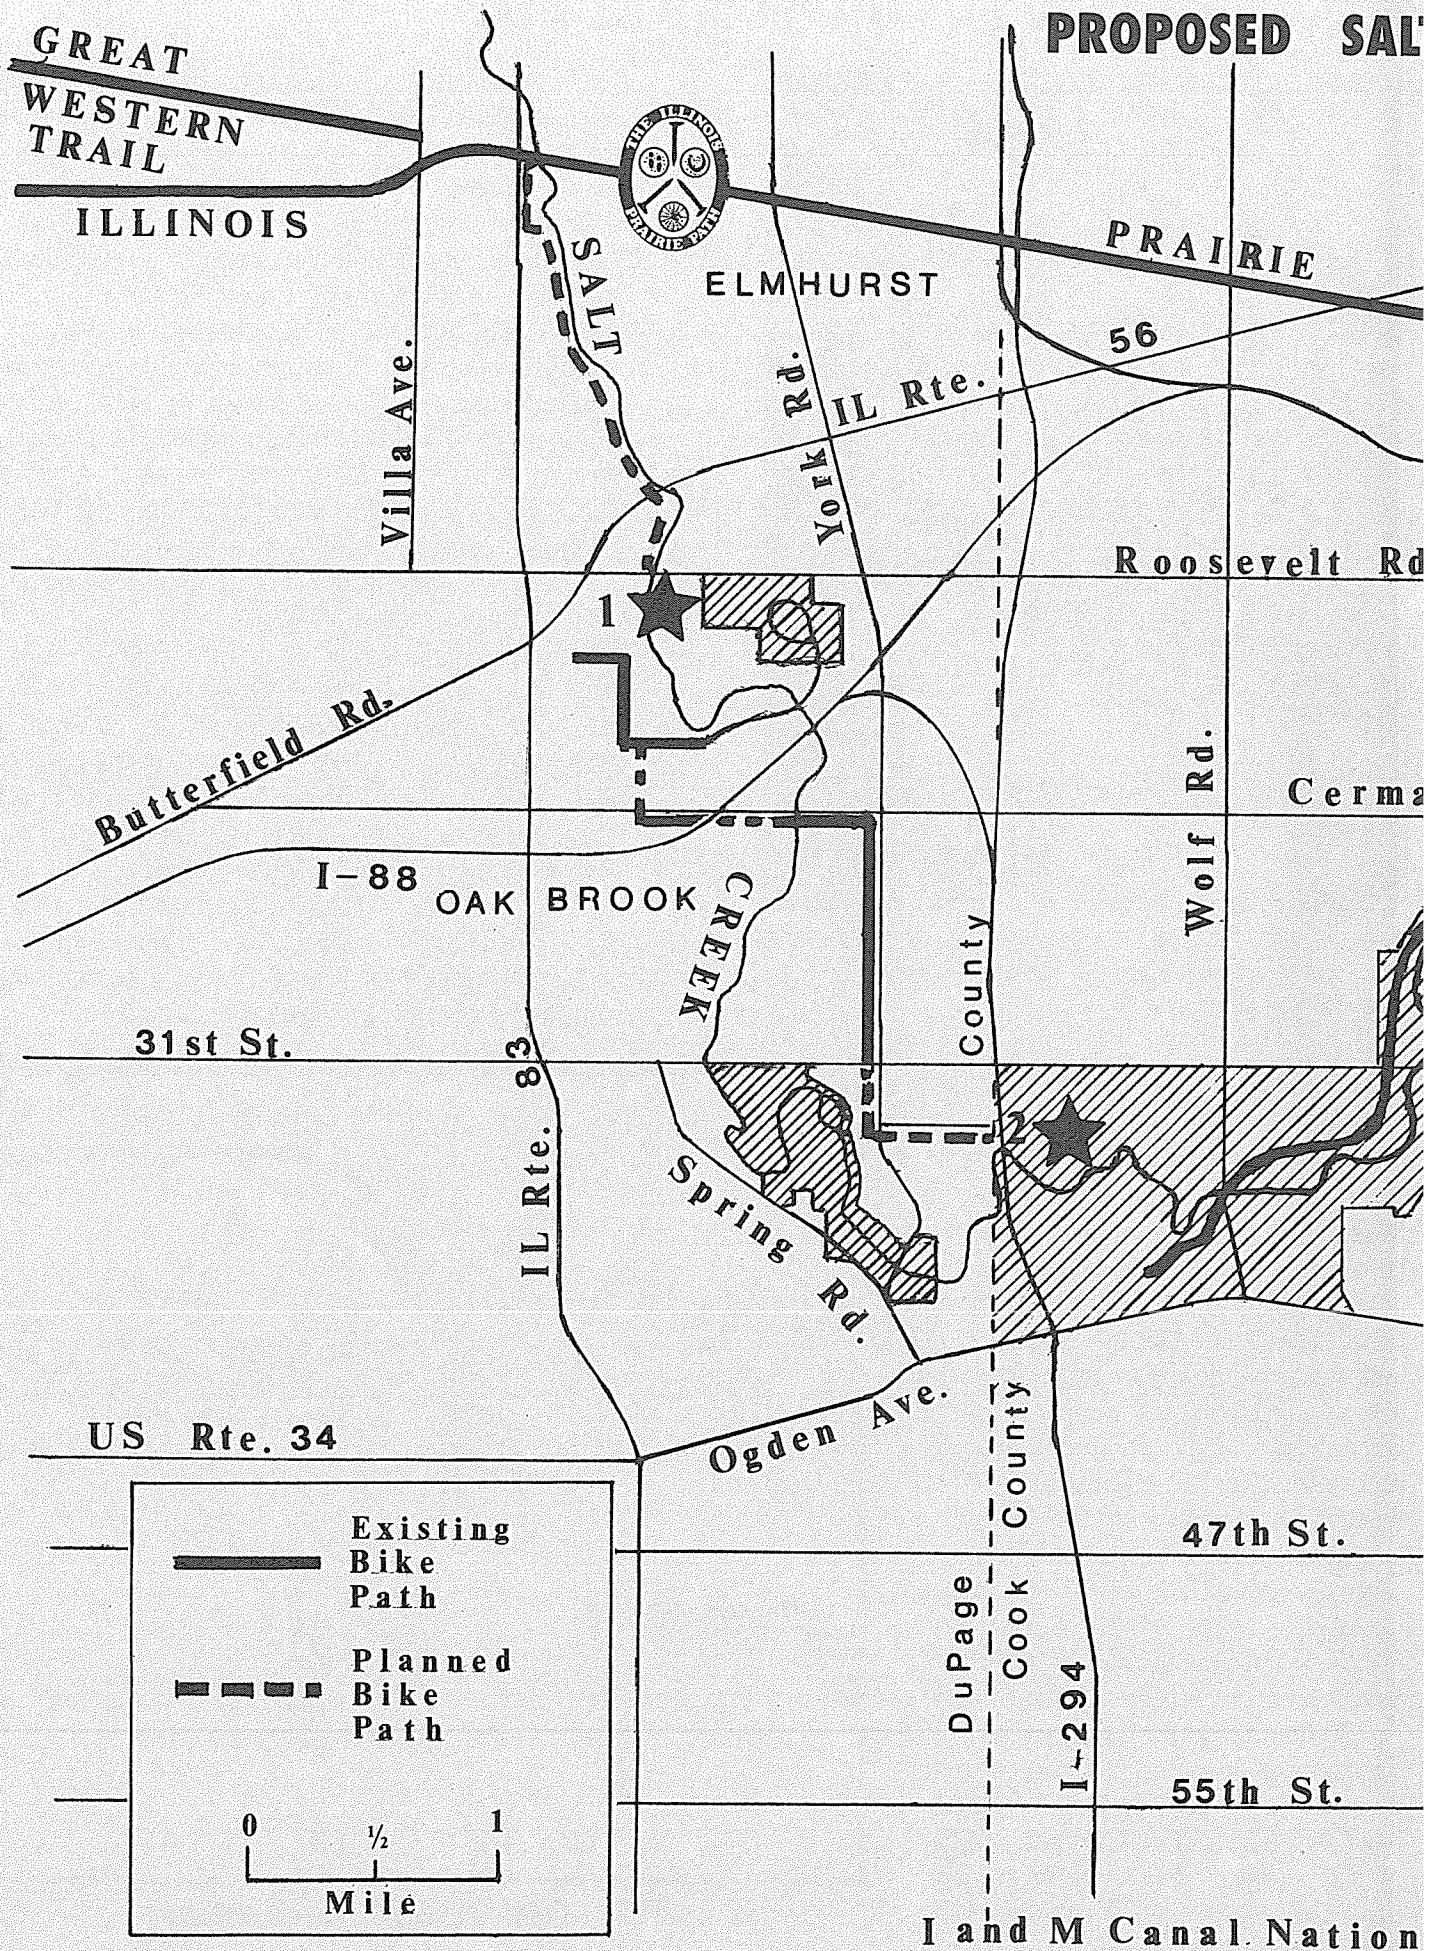 PROPOSED SAL
GREAT
WESTERN
TRAIL
ILLINOIS
THE ILLINOIS
PRAIRIE PATH
PRAIRIE
SALT
ELMHURST
56
IL Rte.
York Rd.
Villa Ave.
Roosevelt Rd
1
Butterfield Rd.
Wolf Rd.
Cerma
I-88
OAK BROOK
CREEK
County
31st St.
IL Rte. 83
2
Spring Rd.
US Rte. 34
Ogden Ave.
Existing
Bike
Path
Planned
Bike
Path
0 ½ 1
Mile
47th St.
DuPage
Cook County
I-294
55th St.
I and M Canal Nation